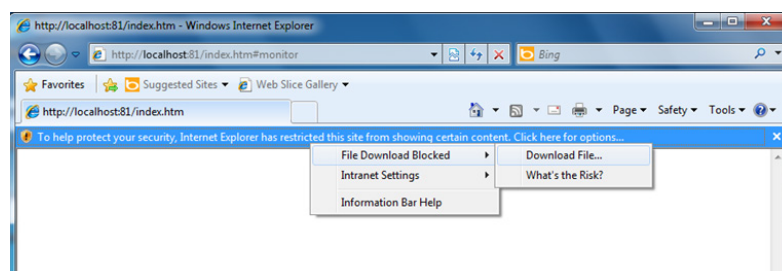 http://localhost:81/index.htm - Windows Internet Explorer
http://localhost:81/index.htm#monitor
Bing
Favorites Suggested Sites Web Slice Gallery
http://localhost:81/index.htm
Page Safety Tools
To help protect your security, Internet Explorer has restricted this site from showing certain content. Click here for options...
File Download Blocked Download File...
Intranet Settings What's the Risk?
Information Bar Help